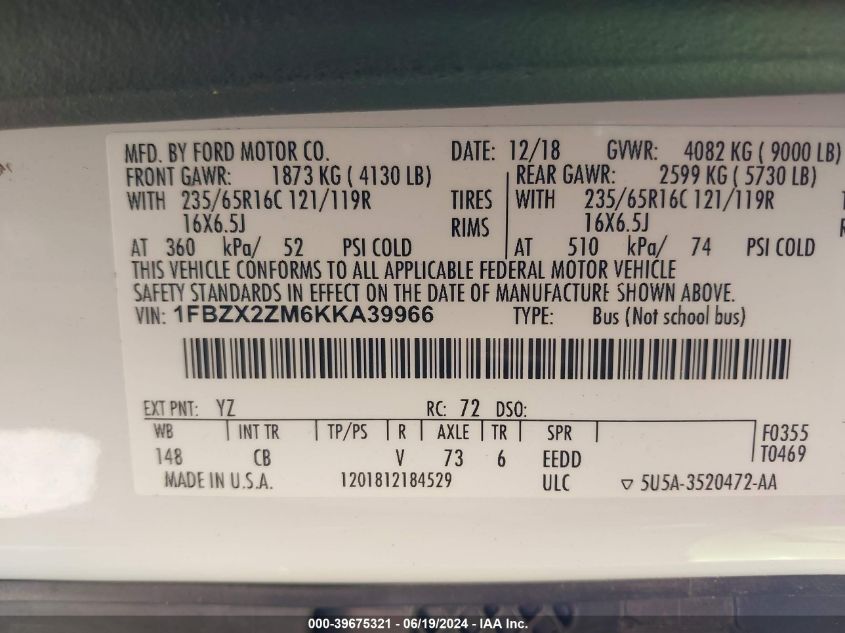 MFD. BY FORD MOTOR CO. DATE: 12/18 GVWR: 4082 KG ( 9000 LB)
FRONT GAWR: 1873 KG ( 4130 LB) REAR GAWR: 2599 KG ( 5730 LB)
WITH 235/65R16C 121/119R TIRES WITH 235/65R16C 121/119R
16X6.5J RIMS 16X6.5J
AT 360 kPa/ 52 PSI COLD AT 510 kPa/ 74 PSI COLD
THIS VEHICLE CONFORMS TO ALL APPLICABLE FEDERAL MOTOR VEHICLE
SAFETY STANDARDS IN EFFECT ON THE DATE OF MANUFACTURE SHOWN ABOVE.
VIN: 1FBZX2ZM6KKA39966 TYPE: Bus (Not school bus)
EXT PNT: YZ RC: 72 DSO:
WB INT TR TP/PS R AXLE TR SPR F0355
148 CB V 73 6 EEDD T0469
MADE IN U.S.A. 1201812184529 ULC ▽ 5U5A-3520472-AA
000-39675321 - 06/19/2024 - IAA Inc.